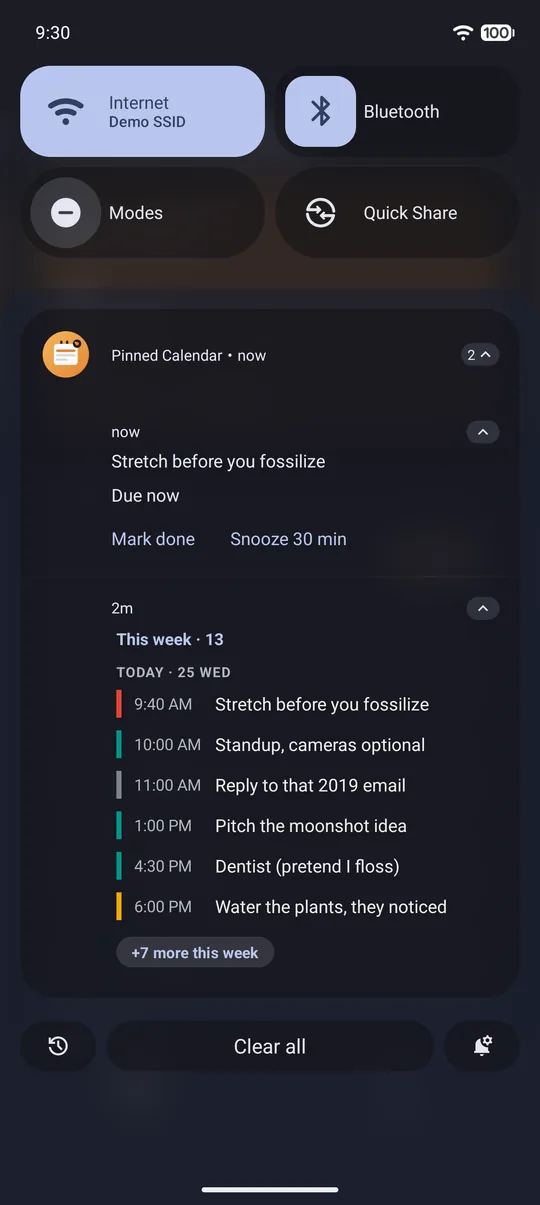 9:30
100
Internet
Demo SSID
Bluetooth
Modes
Quick Share
Pinned Calendar • now
2
now
Stretch before you fossilize
Due now
Mark done Snooze 30 min
2m
This week · 13
TODAY · 25 WED
9:40 AM Stretch before you fossilize
10:00 AM Standup, cameras optional
11:00 AM Reply to that 2019 email
1:00 PM Pitch the moonshot idea
4:30 PM Dentist (pretend I floss)
6:00 PM Water the plants, they noticed
+7 more this week
Clear all